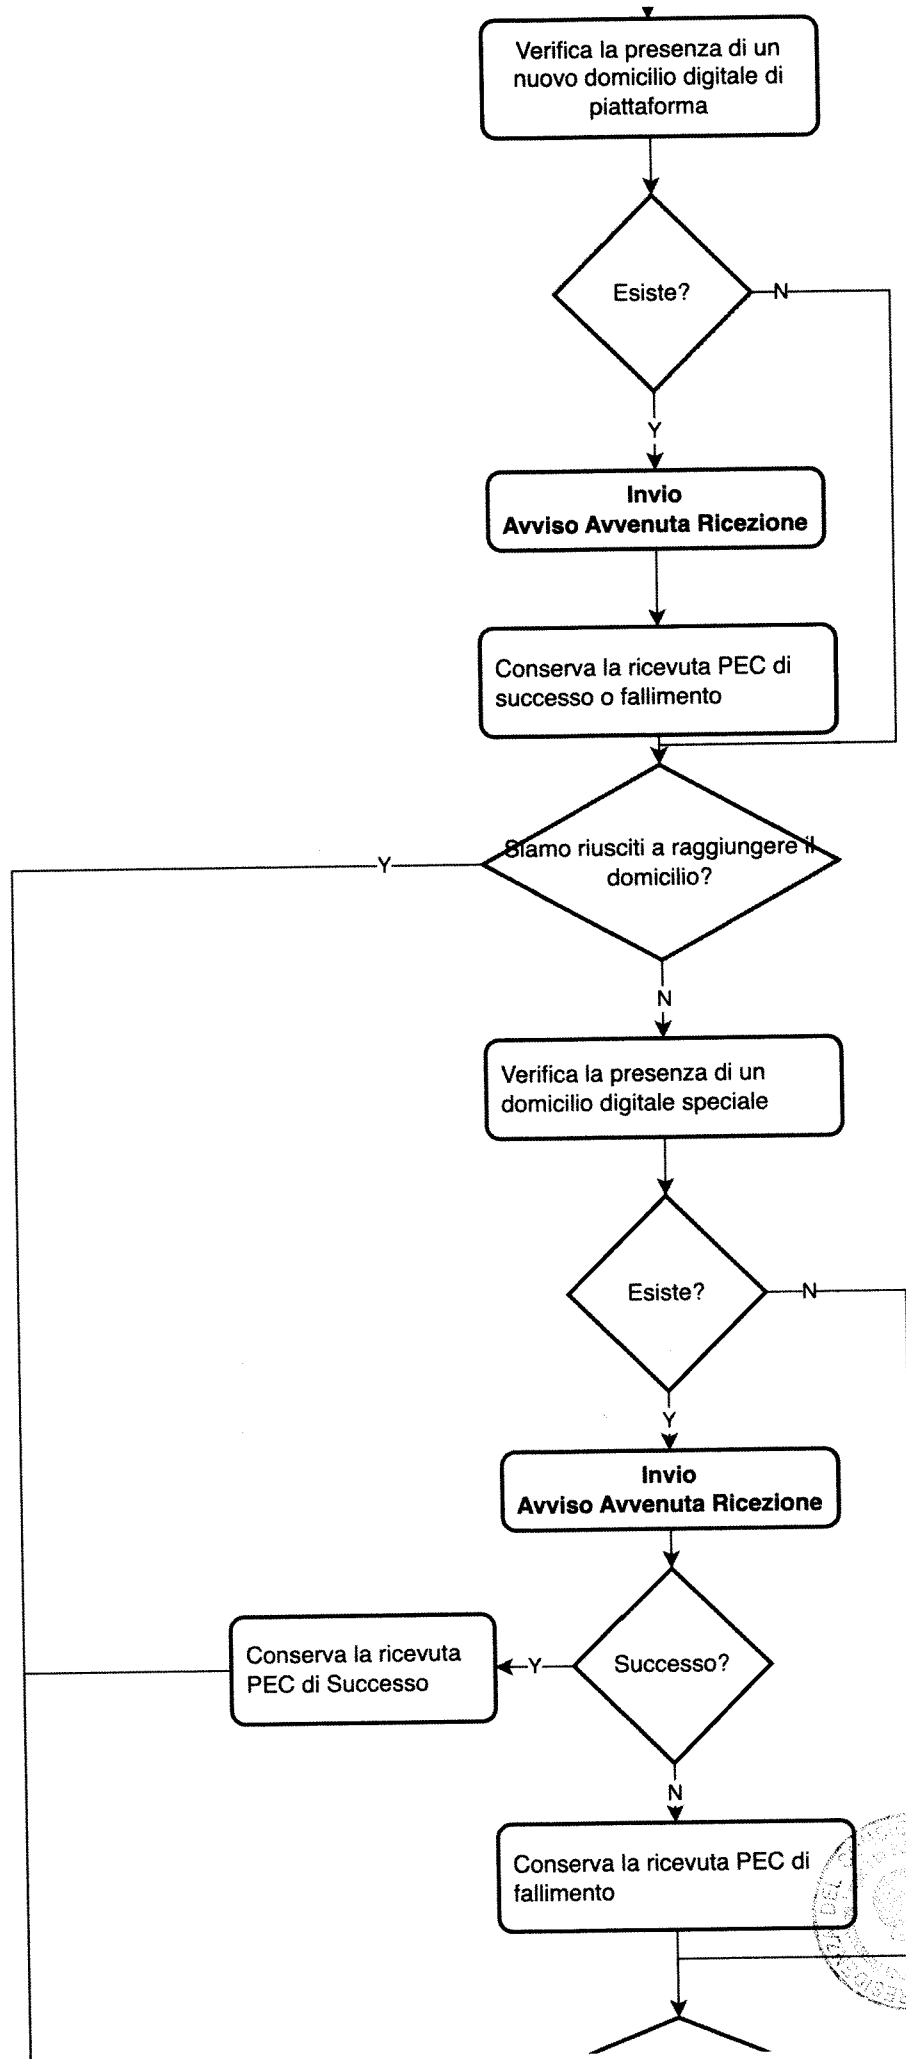 Verifica la presenza di un
nuovo domicilio digitale di
piattaforma
Esiste?
N
Y
Invio
Avviso Avvenuta Ricezione
Conserva la ricevuta PEC di
successo o fallimento
Siamo riusciti a raggiungere il
domicilio?
Y
N
Verifica la presenza di un
domicilio digitale speciale
Esiste?
N
Y
Invio
Avviso Avvenuta Ricezione
Successo?
Y
Conserva la ricevuta
PEC di Successo
N
Conserva la ricevuta PEC di
fallimento
DEL